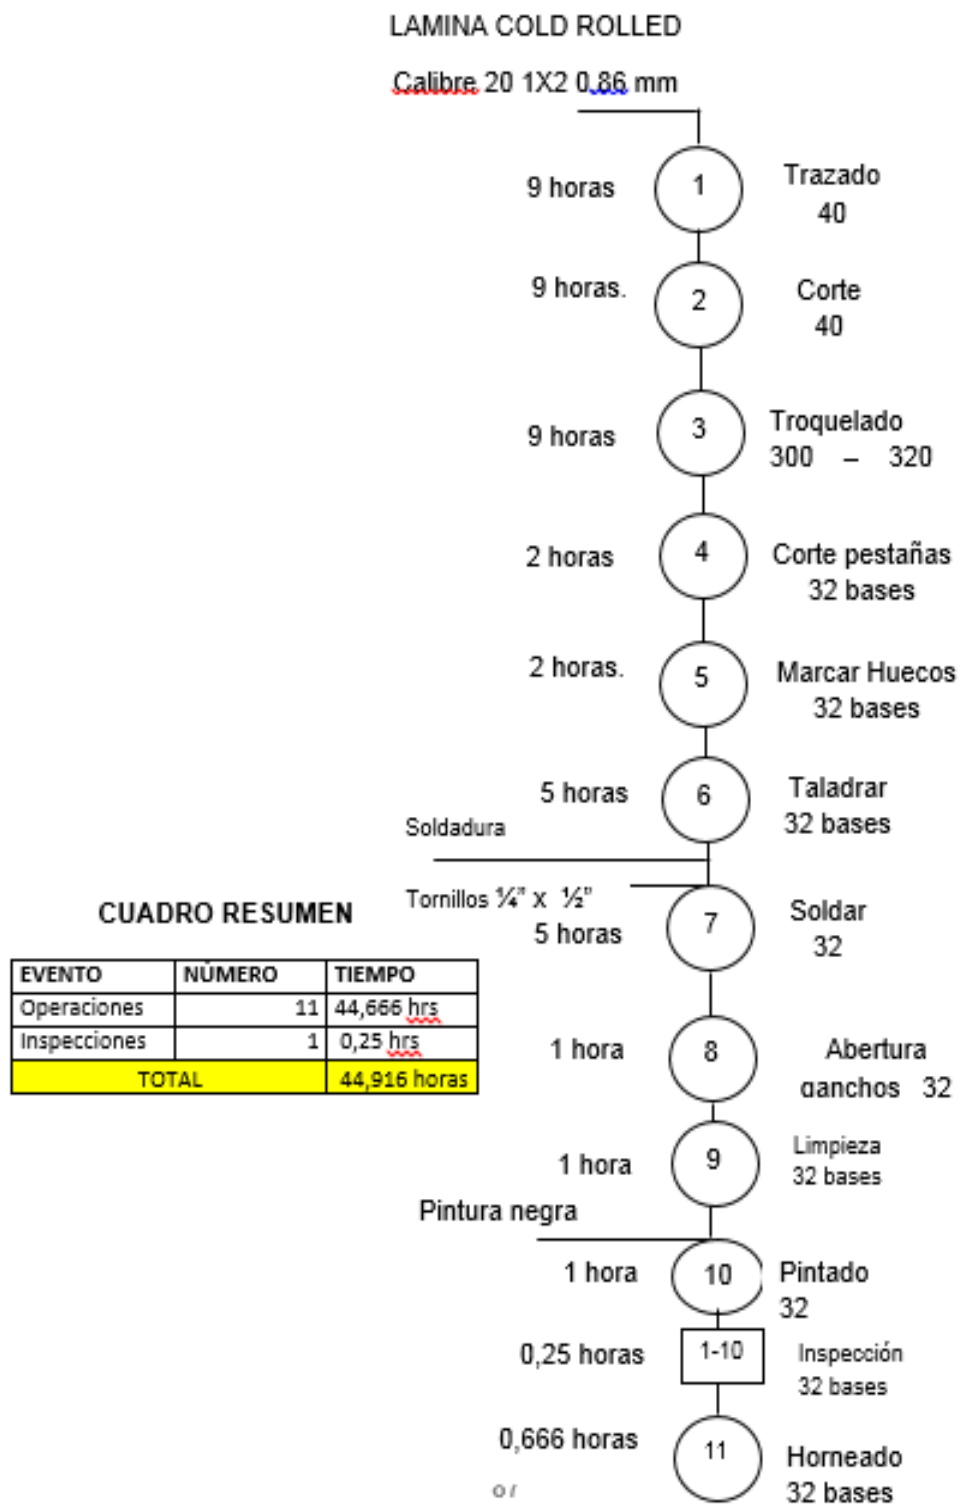 LAMINA COLD ROLLED
Calibre 20 1X2 0.86 mm
9 horas
1
Trazado
40
9 horas.
2
Corte
40
9 horas
3
Troquelado
300 – 320
2 horas
4
Corte pestañas
32 bases
2 horas.
5
Marcar Huecos
32 bases
5 horas
6
Taladrar
32 bases
Soldadura
Tornillos ¼” x ½”
5 horas
7
Soldar
32
CUADRO RESUMEN
EVENTO NÚMERO TIEMPO
Operaciones 11 44,666 hrs
Inspecciones 1 0,25 hrs
TOTAL 44,916 horas
1 hora
8
Abertura
ganchos 32
1 hora
9
Limpieza
32 bases
Pintura negra
1 hora
10
Pintado
32
0,25 horas
1-10
Inspección
32 bases
0,666 horas
11
Horneado
32 bases